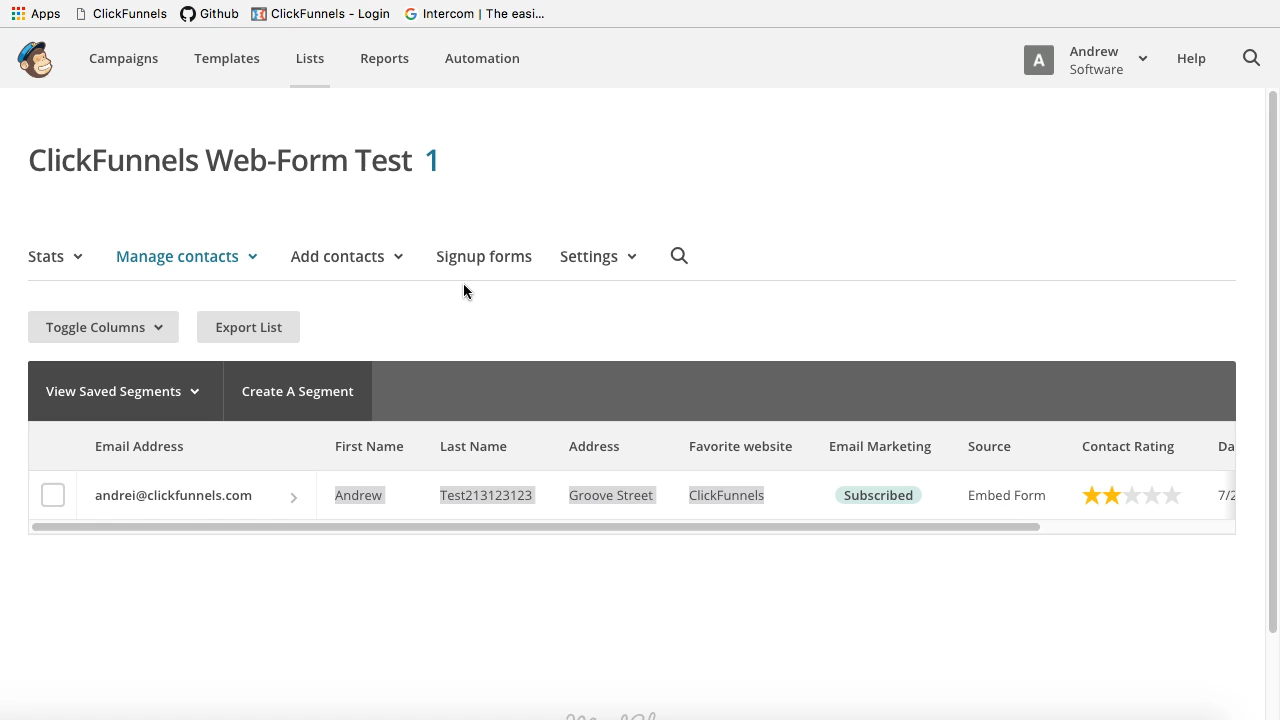 Apps ClickFunnels Github ClickFunnels - Login Intercom | The easi...
Campaigns Templates Lists Reports Automation A Andrew Software Help
ClickFunnels Web-Form Test 1
Stats Manage contacts Add contacts Signup forms Settings
Toggle Columns Export List
View Saved Segments Create A Segment
Email Address First Name Last Name Address Favorite website Email Marketing Source Contact Rating Da
andrei@clickfunnels.com Andrew Test213123123 Groove Street ClickFunnels Subscribed Embed Form 7/2